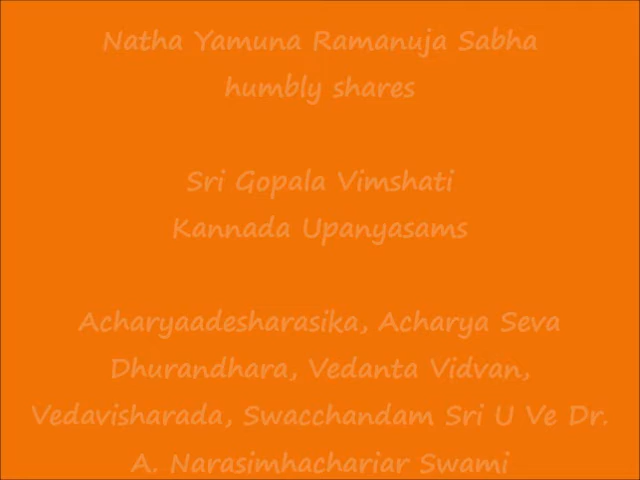 Natha Yamuna Ramanuja Sabha
humbly shares
Sri Gopala Vimshati
Kannada Upanyasams
Acharyaadesharasika, Acharya Seva
Dhurandhara, Vedanta Vidvan,
Vedavisharada, Swacchandam Sri U Ve Dr.
A. Narasimhachariar Swami